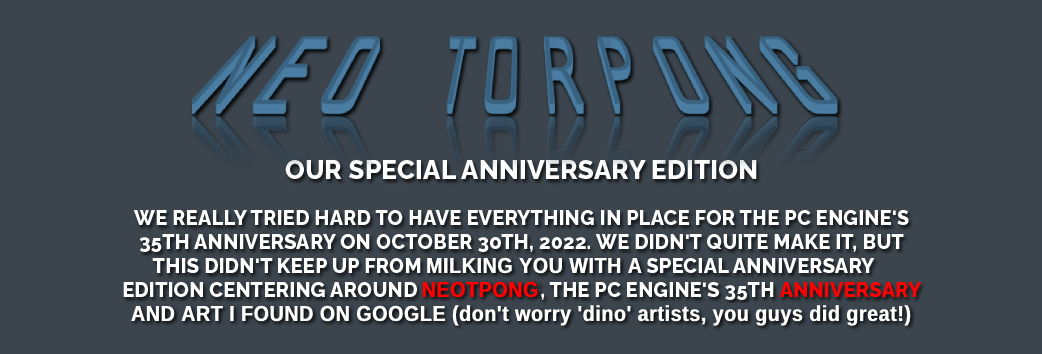 NEO TORPONG
OUR SPECIAL ANNIVERSARY EDITION
WE REALLY TRIED HARD TO HAVE EVERYTHING IN PLACE FOR THE PC ENGINE'S
35TH ANNIVERSARY ON OCTOBER 30TH, 2022. WE DIDN'T QUITE MAKE IT, BUT
THIS DIDN'T KEEP UP FROM MILKING YOU WITH A SPECIAL ANNIVERSARY
EDITION CENTERING AROUND NEOTPONG, THE PC ENGINE'S 35TH ANNIVERSARY
AND ART I FOUND ON GOOGLE (don't worry 'dino' artists, you guys did great!)